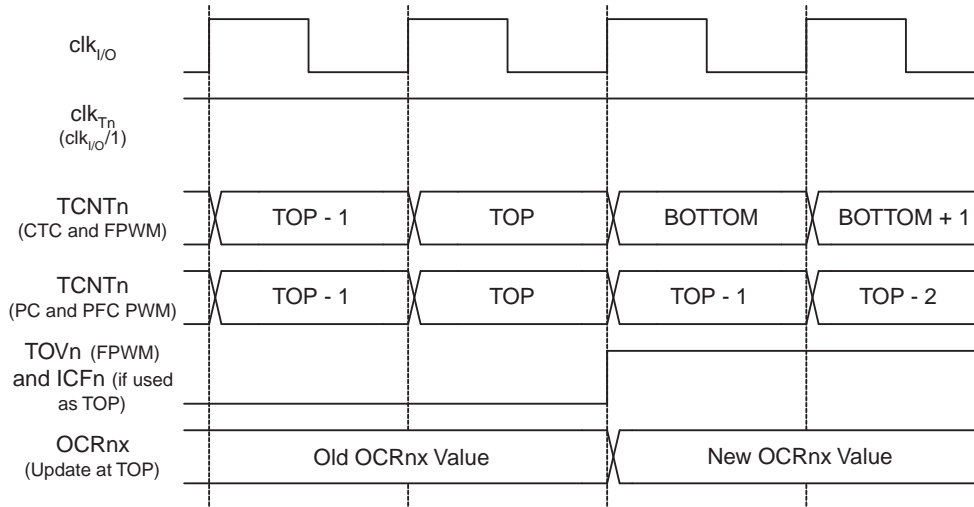 clkI/O
clkTn
(clkI/O/1)
TCNTn
(CTC and FPWM)
TOP - 1
TOP
BOTTOM
BOTTOM + 1
TCNTn
(PC and PFC PWM)
TOP - 1
TOP
TOP - 1
TOP - 2
TOVn (FPWM)
and ICFn (if used
as TOP)
OCRnx
(Update at TOP)
Old OCRnx Value
New OCRnx Value